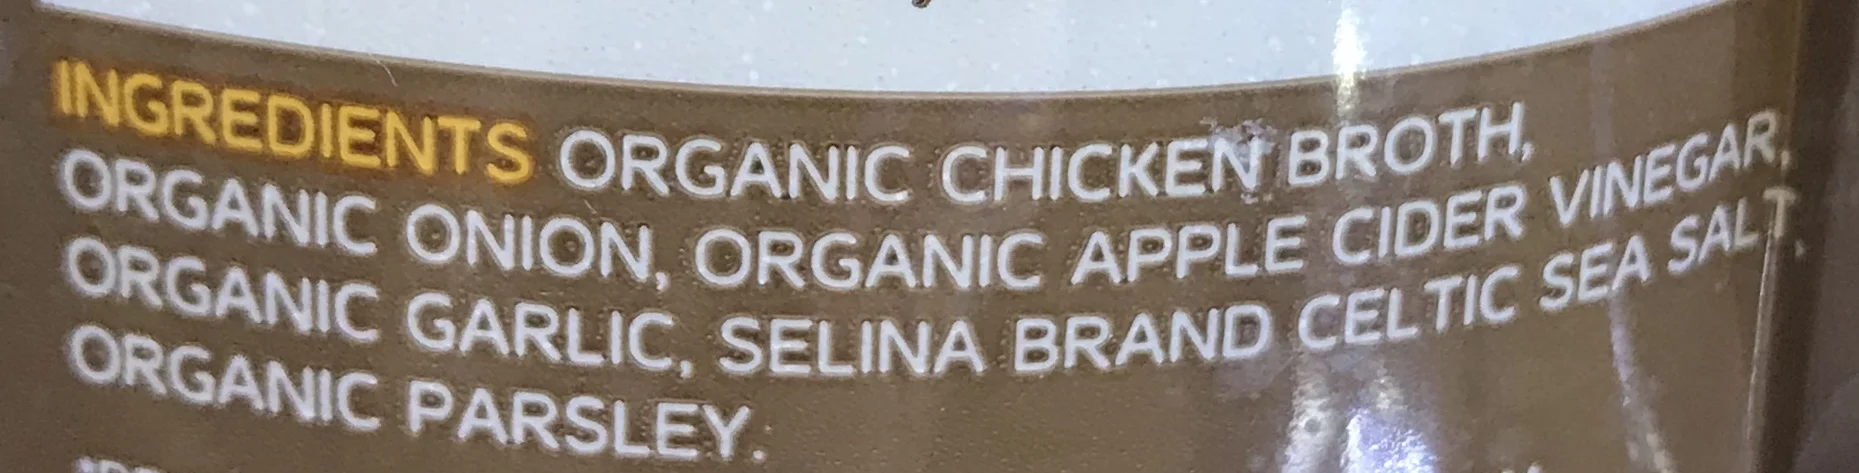 INGREDIENTS ORGANIC CHICKEN BROTH,
ORGANIC ONION, ORGANIC APPLE CIDER VINEGAR,
ORGANIC GARLIC, SELINA BRAND CELTIC SEA SALT,
ORGANIC PARSLEY.